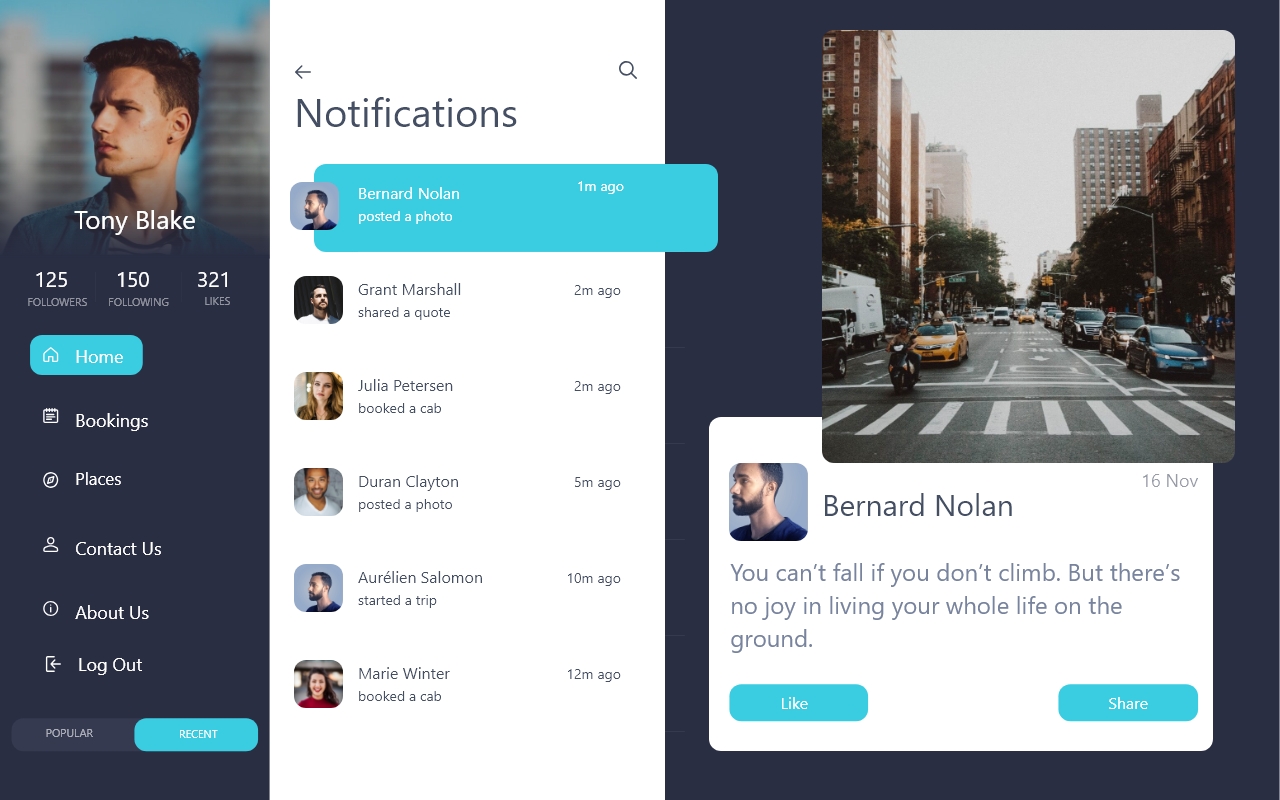 Tony Blake
125
150
321
FOLLOWERS
FOLLOWING
LIKES
Home
Bookings
Places
Contact Us
About Us
Log Out
POPULAR
RECENT
Notifications
Bernard Nolan
1m ago
posted a photo
Grant Marshall
2m ago
shared a quote
Julia Petersen
2m ago
booked a cab
Duran Clayton
5m ago
posted a photo
Aurélien Salomon
10m ago
started a trip
Marie Winter
12m ago
booked a cab
16 Nov
Bernard Nolan
You can’t fall if you don’t climb. But there’s
no joy in living your whole life on the
ground.
Like
Share